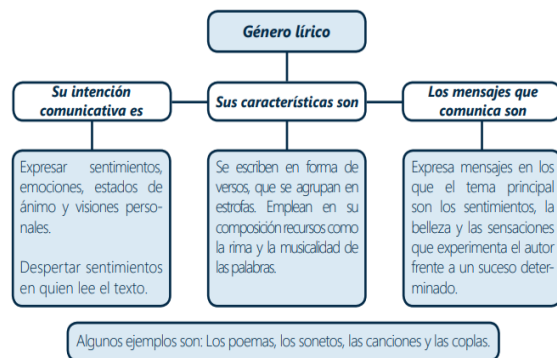 Género lírico
Su intención
comunicativa es
Sus características son
Los mensajes que
comunica son
Expresar sentimientos,
emociones, estados de
ánimo y visiones perso-
nales.
Despertar sentimientos
en quien lee el texto.
Se escriben en forma de
versos, que se agrupan en
estrofas. Emplean en su
composición recursos como
la rima y la musicalidad de
las palabras.
Expresa mensajes en los
que el tema principal
son los sentimientos, la
belleza y las sensaciones
que experimenta el autor
frente a un suceso deter-
minado.
Algunos ejemplos son: Los poemas, los sonetos, las canciones y las coplas.